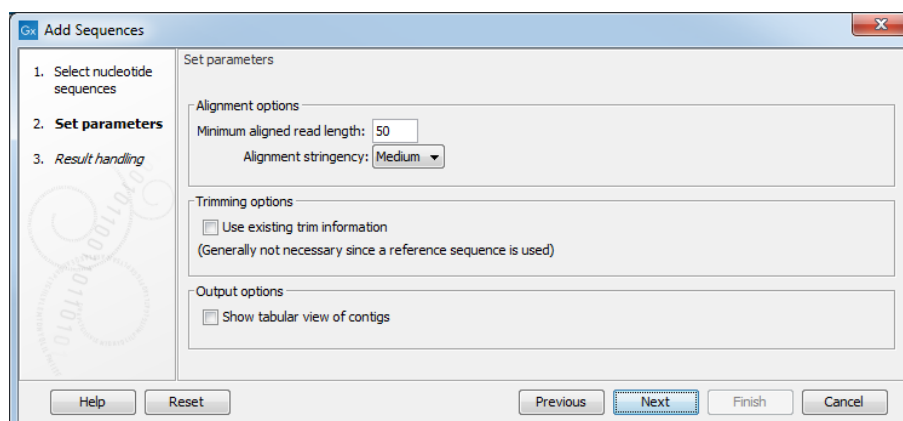 Gx Add Sequences
1. Select nucleotide
sequences
2. Set parameters
3. Result handling
Set parameters
Alignment options
Minimum aligned read length: 50
Alignment stringency: Medium
Trimming options
Use existing trim information
(Generally not necessary since a reference sequence is used)
Output options
Show tabular view of contigs
Help
Reset
Previous
Next
Finish
Cancel